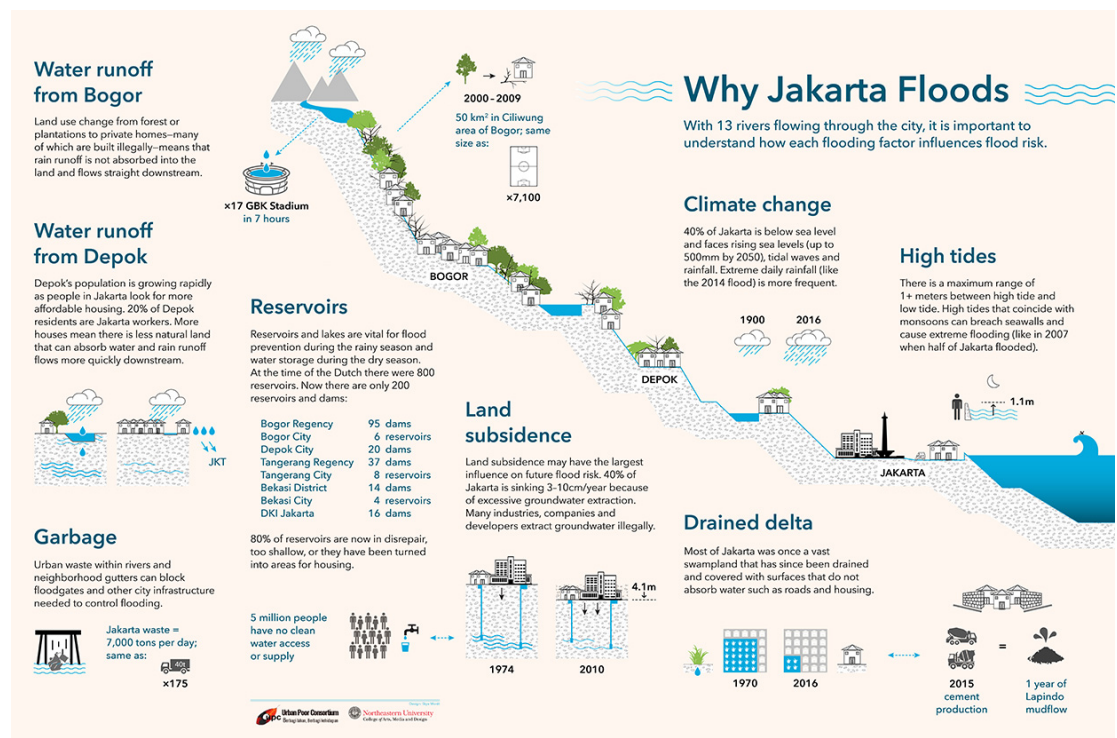 Why Jakarta Floods
With 13 rivers flowing through the city, it is important to
understand how each flooding factor influences flood risk.
Water runoff
from Bogor
Land use change from forest or
plantations to private homes–many
of which are built illegally–means that
rain runoff is not absorbed into the
land and flows straight downstream.
×17 GBK Stadium
in 7 hours
2000 - 2009
50 km² in Ciliwung
area of Bogor; same
size as:
×7,100
Water runoff
from Depok
Depok's population is growing rapidly
as people in Jakarta look for more
affordable housing. 20% of Depok
residents are Jakarta workers. More
houses mean there is less natural land
that can absorb water and rain runoff
flows more quickly downstream.
JKT
Garbage
Urban waste within rivers and
neighborhood gutters can block
floodgates and other city infrastructure
needed to control flooding.
Jakarta waste =
7,000 tons per day;
same as:
40t
×175
Reservoirs
Reservoirs and lakes are vital for flood
prevention during the rainy season and
water storage during the dry season.
At the time of the Dutch there were 800
reservoirs. Now there are only 200
reservoirs and dams:
Bogor Regency 95 dams
Bogor City 6 reservoirs
Depok City 20 dams
Tangerang Regency 37 dams
Tangerang City 8 reservoirs
Bekasi District 14 dams
Bekasi City 4 reservoirs
DKI Jakarta 16 dams
80% of reservoirs are now in disrepair,
too shallow, or they have been turned
into areas for housing.
5 million people
have no clean
water access
or supply
BOGOR
DEPOK
JAKARTA
Land
subsidence
Land subsidence may have the largest
influence on future flood risk. 40% of
Jakarta is sinking 3–10cm/year because
of excessive groundwater extraction.
Many industries, companies and
developers extract groundwater illegally.
4.1m
1974
2010
Climate change
40% of Jakarta is below sea level
and faces rising sea levels (up to
500mm by 2050), tidal waves and
rainfall. Extreme daily rainfall (like
the 2014 flood) is more frequent.
1900
2016
High tides
There is a maximum range of
1+ meters between high tide and
low tide. High tides that coincide with
monsoons can breach seawalls and
cause extreme flooding (like in 2007
when half of Jakarta flooded).
1.1m
Drained delta
Most of Jakarta was once a vast
swampland that has since been drained
and covered with surfaces that do not
absorb water such as roads and housing.
1970
2016
2015
cement
production
=
1 year of
Lapindo
mudflow
upc
Urban Poor Consortium
Northeastern University
College of Arts, Media and Design